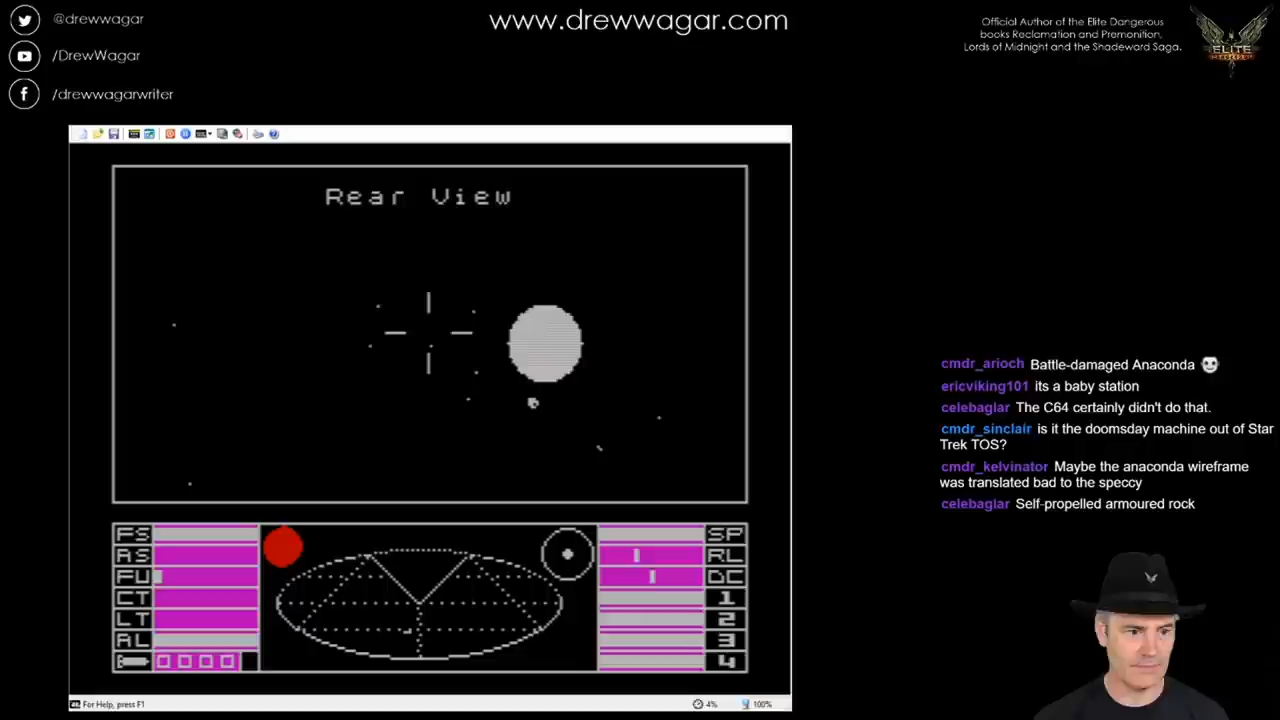 @drewwagar
/DrewWagar
/drewwagarwriter
www.drewwagar.com
Official Author of the Elite Dangerous
books Reclamation and Premonition,
Lords of Midnight and the Shadeward Saga.
ELITE
Rear View
cmdr_arioch Battle-damaged Anaconda
ericviking101 its a baby station
celebaglar The C64 certainly didn't do that.
cmdr_sinclair is it the doomsday machine out of Star
Trek TOS?
cmdr_kelvinator Maybe the anaconda wireframe
was translated bad to the speccy
celebaglar Self-propelled armoured rock
FS
AS
FU
CT
LT
AL
SP
RL
DC
1
2
3
4
For Help, press F1
4%
100%